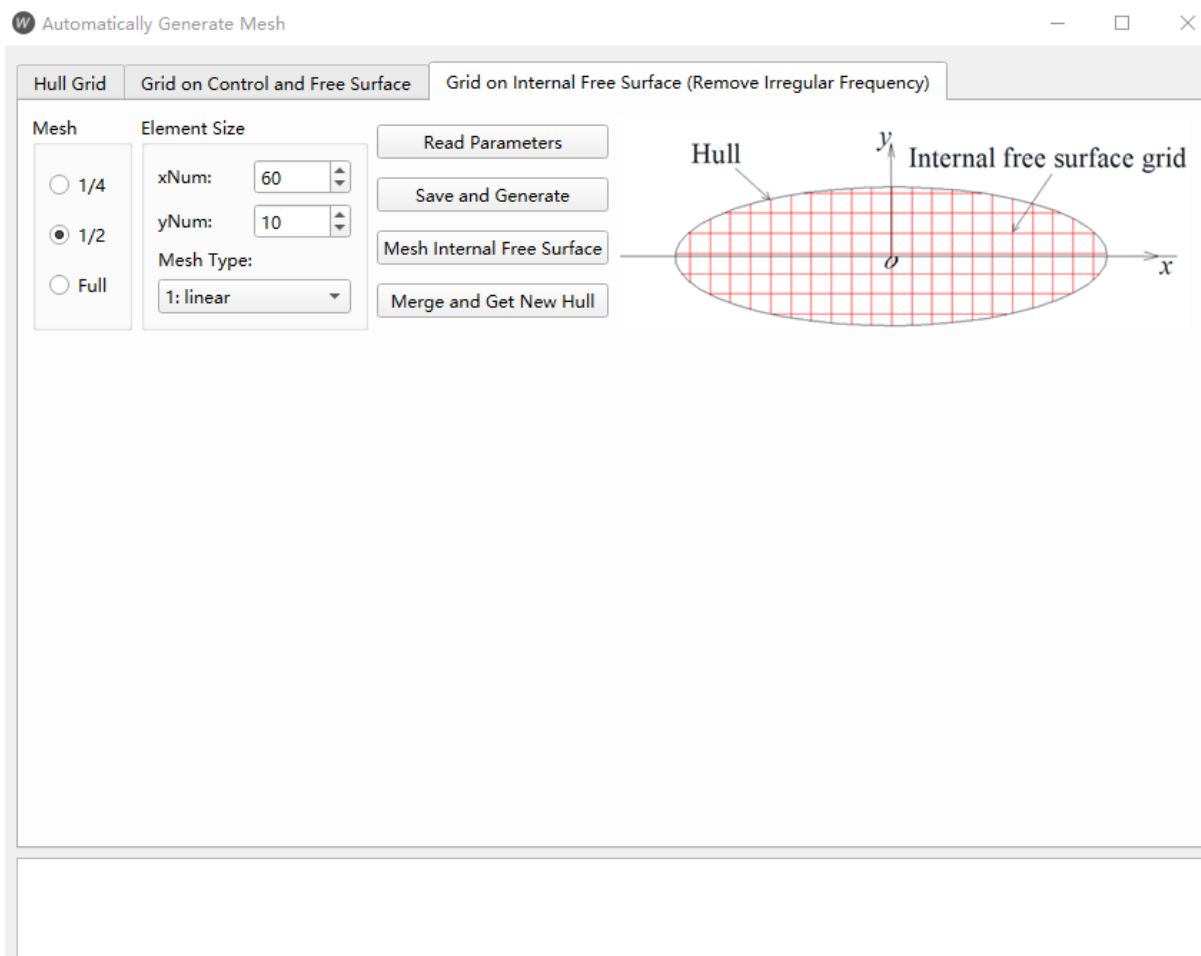 W Automatically Generate Mesh
Hull Grid Grid on Control and Free Surface Grid on Internal Free Surface (Remove Irregular Frequency)
Mesh
1/4
1/2
Full
Element Size
xNum: 60
yNum: 10
Mesh Type:
1: linear
Read Parameters
Save and Generate
Mesh Internal Free Surface
Merge and Get New Hull
Hull
y
Internal free surface grid
o
x